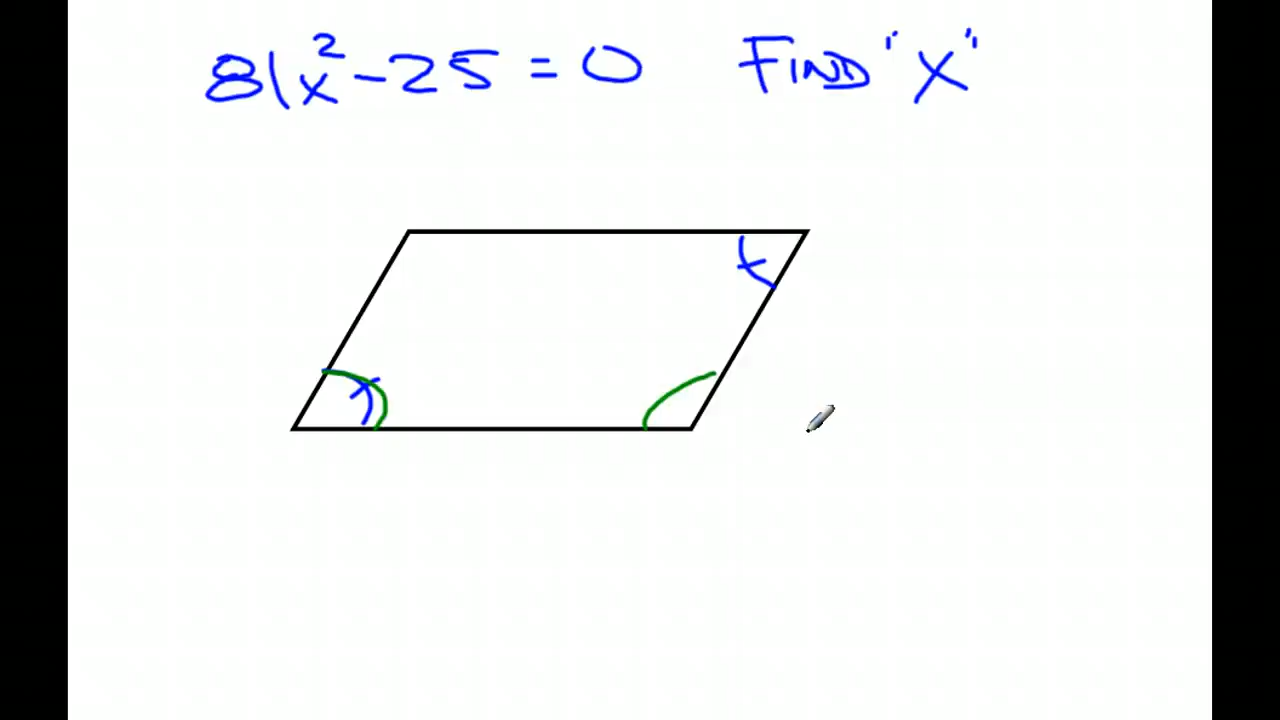 81x² - 25 = 0 FIND 'X'